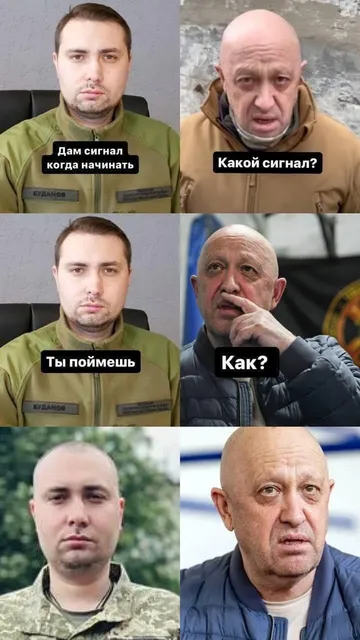 Дам сигнал
когда начинать
Какой сигнал?
БУДАНОВ
Ты поймешь
Как?
БУДАНОВ